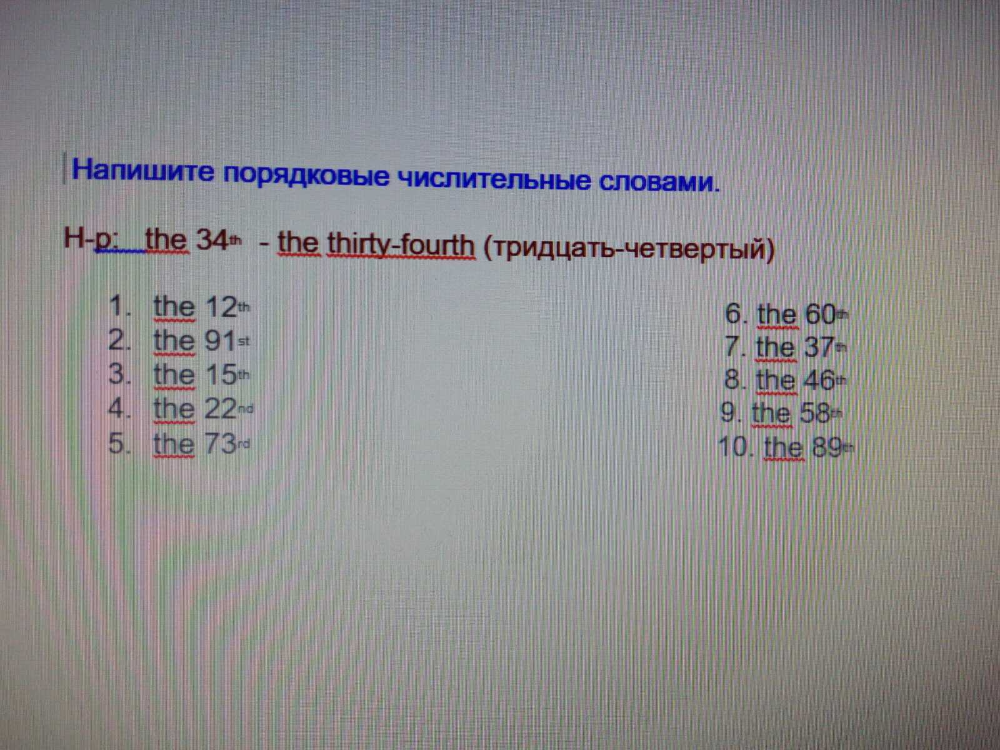 Напишите порядковые числительные словами.
Н-р: the 34th - the thirty-fourth (тридцать-четвертый)
1. the 12th
2. the 91st
3. the 15th
4. the 22nd
5. the 73rd
6. the 60th
7. the 37th
8. the 46th
9. the 58th
10. the 89th